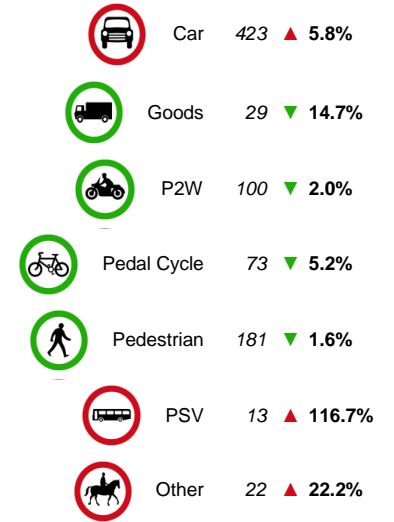 Car 423 ▲ 5.8%
Goods 29 ▼ 14.7%
P2W 100 ▼ 2.0%
Pedal Cycle 73 ▼ 5.2%
Pedestrian 181 ▼ 1.6%
PSV 13 ▲ 116.7%
Other 22 ▲ 22.2%